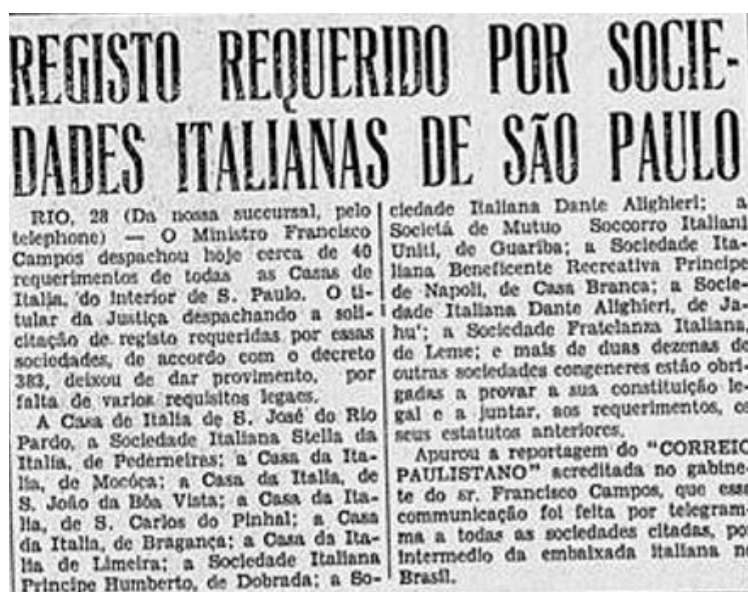 REGISTO REQUERIDO POR SOCIE-
DADES ITALIANAS DE SÃO PAULO
RIO, 28 (Da nossa succursal, pelo
telephone) — O Ministro Francisco
Campos despachou hoje cerca de 40
requerimentos de todas as Casas de
Italia, do interior de S. Paulo. O ti-
tular da Justiça despachando a soli-
citação de registo requeridas por essas
sociedades, de accordo com o decreto
383, deixou de dar provimento, por
falta de varios requisitos legaes.
A Casa de Italia de S. José do Rio
Pardo, a Sociedade Italiana Stella da
Italia, de Pederneiras; a Casa da Ita-
lia, de Mocóca; a Casa da Italia, de
S. João da Bôa Vista; a Casa da Ita-
lia, de S. Carlos do Pinhal; a Casa
da Italia, de Bragança; a Casa da Ita-
lia de Limeira; a Sociedade Italiana
Principe Humberto, de Dobrada; a So-
ciedade Italiana Dante Alighieri; a
Societá de Mutuo Soccorro Italiani
Uniti, de Guariba; a Sociedade Ita-
liana Beneficente Recreativa Principe
de Napoli, de Casa Branca; a Socie-
dade Italiana Dante Alighieri, de Ja-
hu'; a Sociedade Fratelanza Italiana,
de Leme; e mais de duas dezenas de
outras sociedades congeneres estão obri-
gadas a provar a sua constituição le-
gal e a juntar, aos requerimentos, os
seus estatutos anteriores.
Apurou a reportagem do "CORREIO
PAULISTANO" acreditada no gabine-
te do sr. Francisco Campos, que essa
communicação foi feita por telegram-
ma a todas as sociedades citadas, por
intermedio da embaixada italiana no
Brasil.